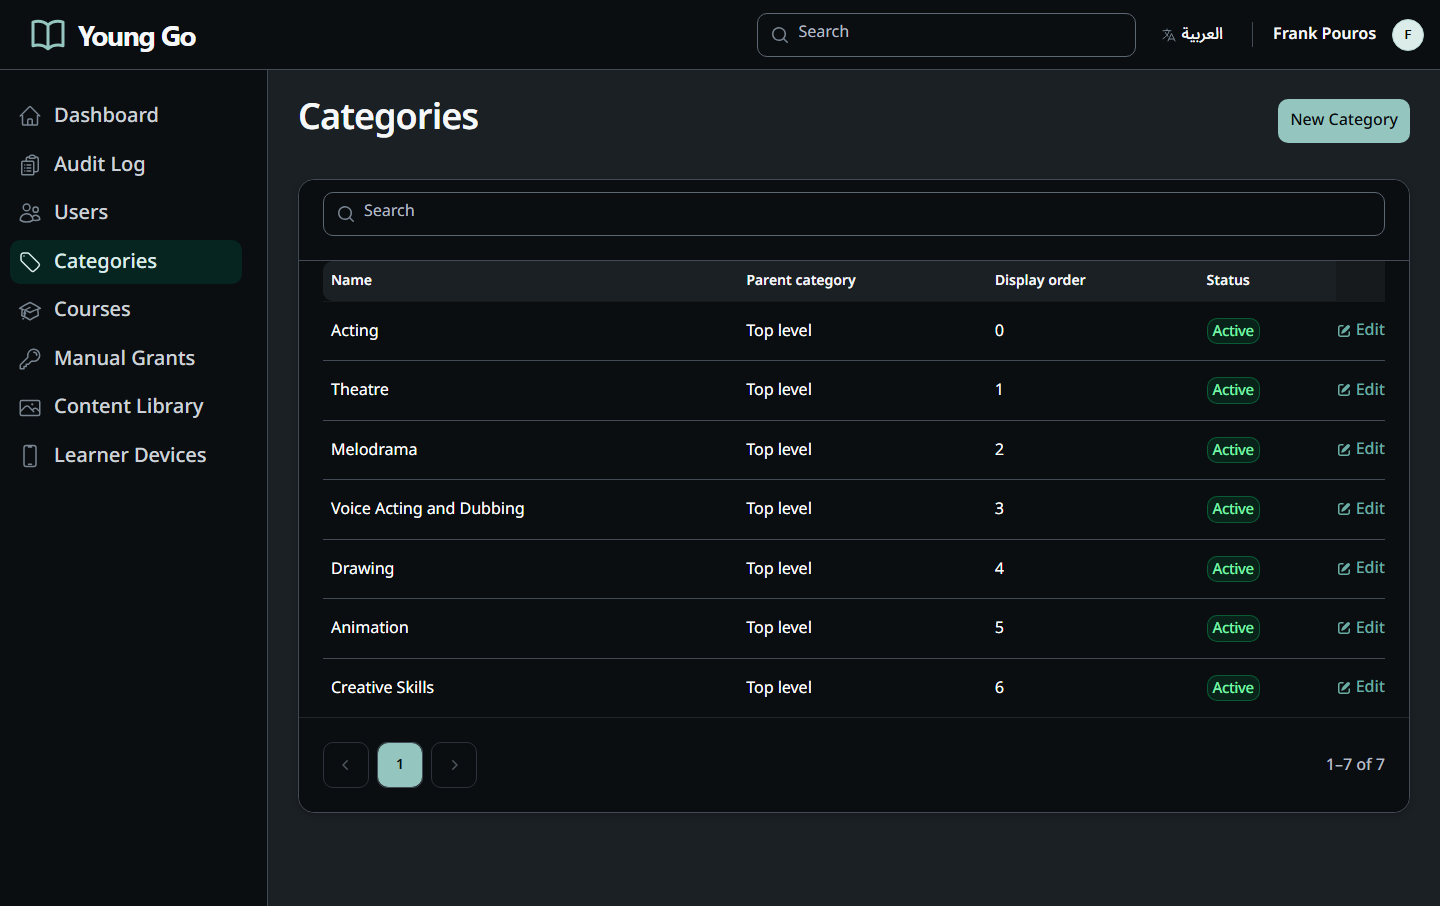 Young Go
Search
العربية
Frank Pouros
F
Dashboard
Audit Log
Users
Categories
Courses
Manual Grants
Content Library
Learner Devices
Categories
New Category
Search
Name Parent category Display order Status
Acting Top level 0 Active Edit
Theatre Top level 1 Active Edit
Melodrama Top level 2 Active Edit
Voice Acting and Dubbing Top level 3 Active Edit
Drawing Top level 4 Active Edit
Animation Top level 5 Active Edit
Creative Skills Top level 6 Active Edit
1
1–7 of 7